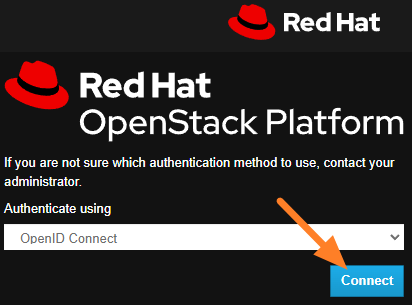 Red Hat
Red Hat
OpenStack Platform
If you are not sure which authentication method to use, contact your
administrator.
Authenticate using
OpenID Connect
Connect